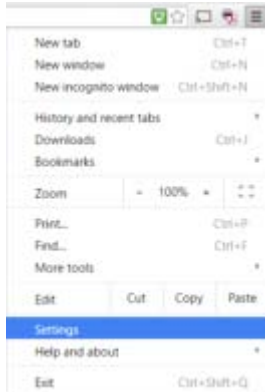 New tab Ctrl+T
New window Ctrl+N
New incognito window Ctrl+Shift+N
History and recent tabs
Downloads Ctrl+J
Bookmarks
Zoom - 100% +
Print... Ctrl+P
Find... Ctrl+F
More tools
Edit Cut Copy Paste
Settings
Help and about
Exit Ctrl+Shift+Q